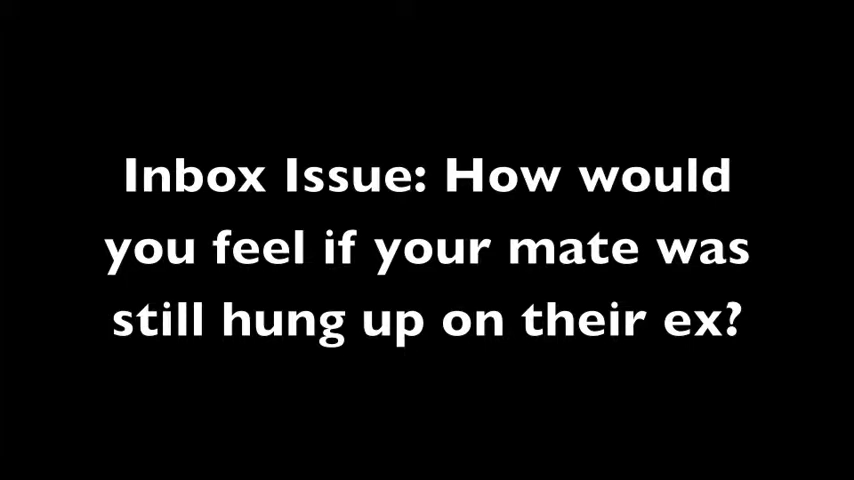 Inbox Issue: How would
you feel if your mate was
still hung up on their ex?